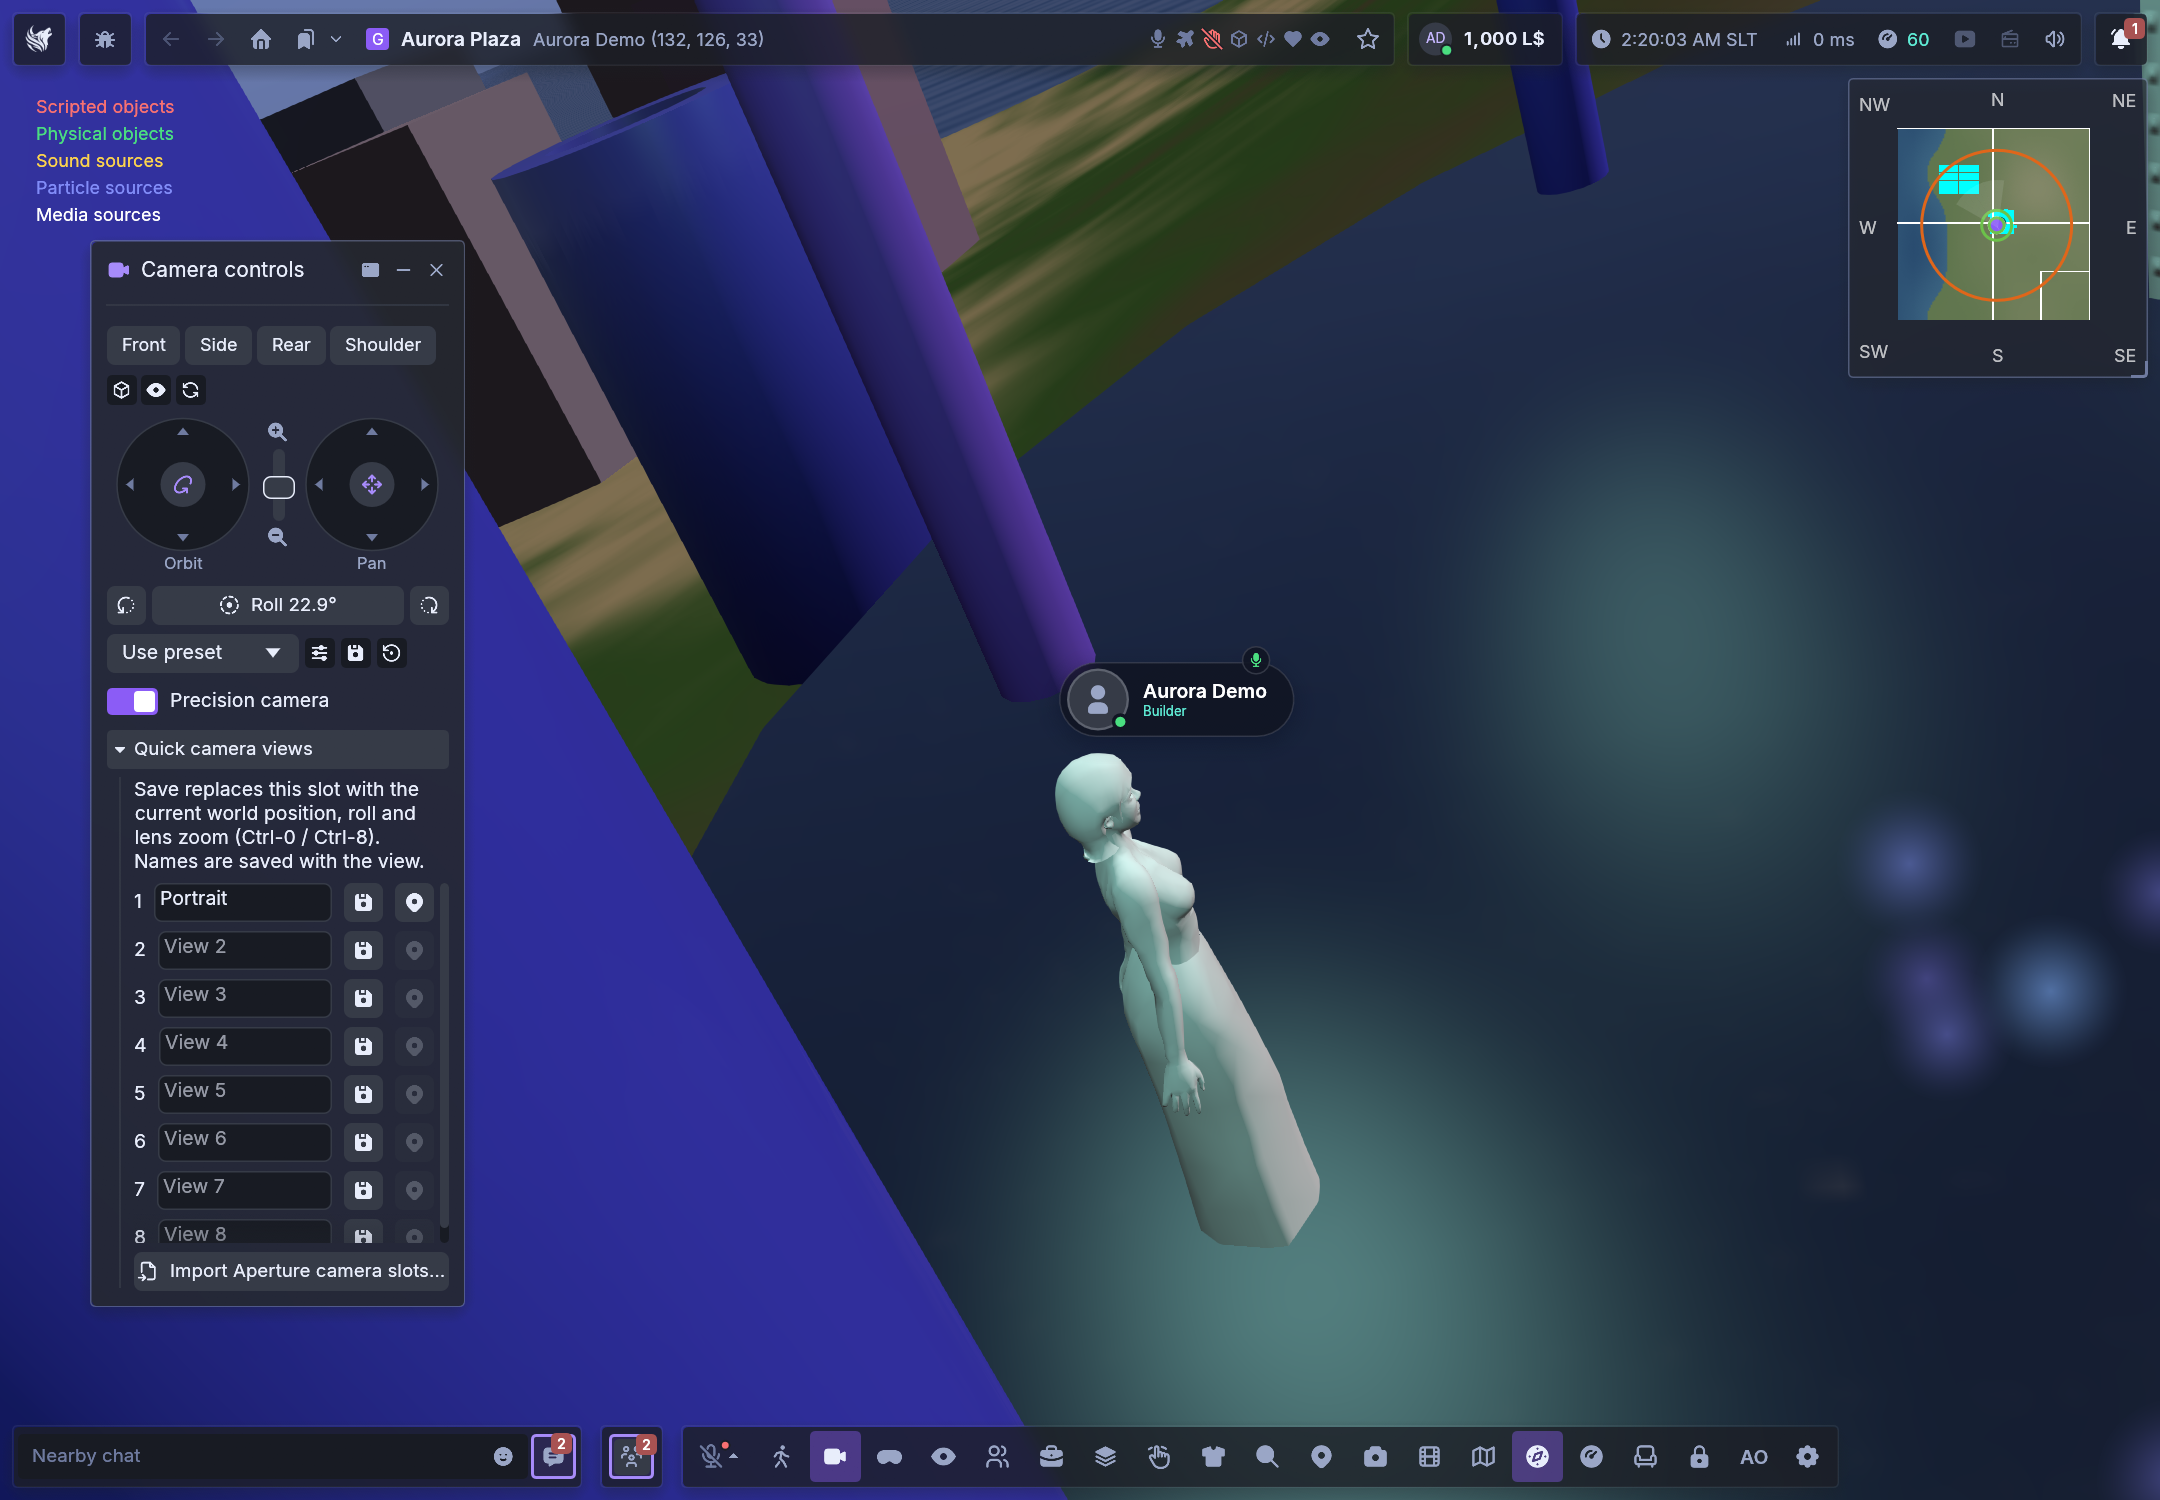 G Aurora Plaza Aurora Demo (132, 126, 33)
AD 1,000 L$
2:20:03 AM SLT 0 ms 60
1
Scripted objects
Physical objects
Sound sources
Particle sources
Media sources
NW N NE
W E
SW S SE
Camera controls
Front Side Rear Shoulder
Orbit Pan
Roll 22.9°
Use preset
Precision camera
Quick camera views
Save replaces this slot with the
current world position, roll and
lens zoom (Ctrl-0 / Ctrl-8).
Names are saved with the view.
1 Portrait
2 View 2
3 View 3
4 View 4
5 View 5
6 View 6
7 View 7
8 View 8
Import Aperture camera slots...
Aurora Demo
Builder
Nearby chat 2
2
AO